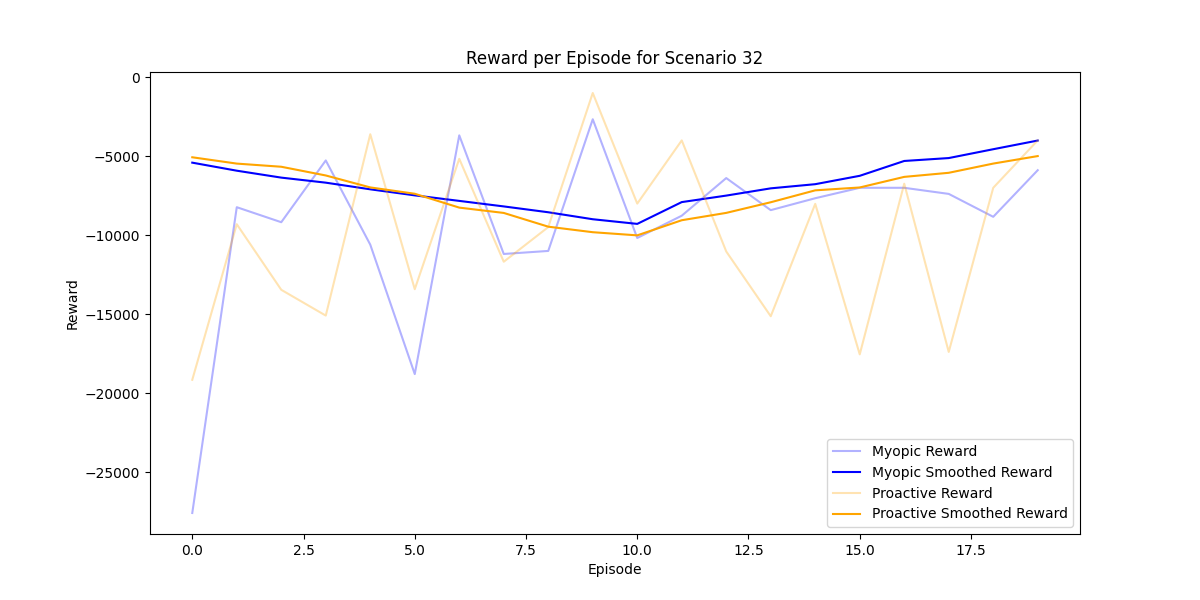 Reward per Episode for Scenario 32
0
−5000
−10000
−15000
−20000
−25000
Reward
0.0
2.5
5.0
7.5
10.0
12.5
15.0
17.5
Episode
Myopic Reward
Myopic Smoothed Reward
Proactive Reward
Proactive Smoothed Reward